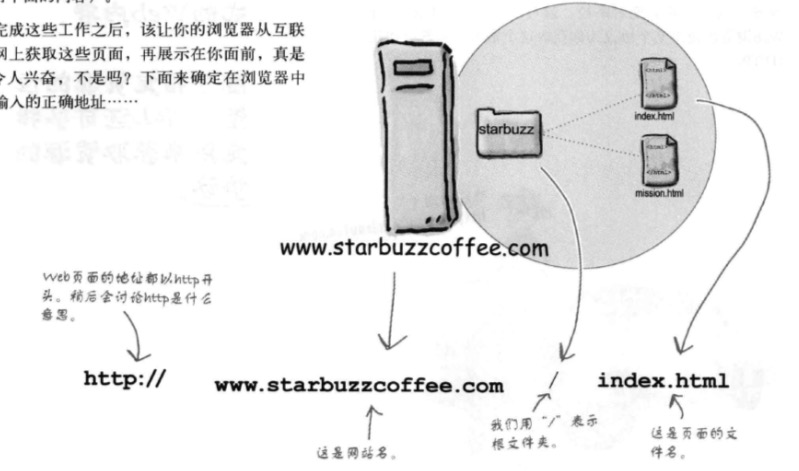 完成这些工作之后，该让你的浏览器从互联
网上获取这些页面，再展示在你面前，真是
令人兴奋，不是吗？下面来确定在浏览器中
输入的正确地址……
starbuzz
index.html
mission.html
www.starbuzzcoffee.com
Web页面的地址都以http开
头。稍后会讨论http是什么
意思。
http://
www.starbuzzcoffee.com
/
index.html
这是网站名。
我们用“/”表示
根文件夹。
这是页面的文
件名。